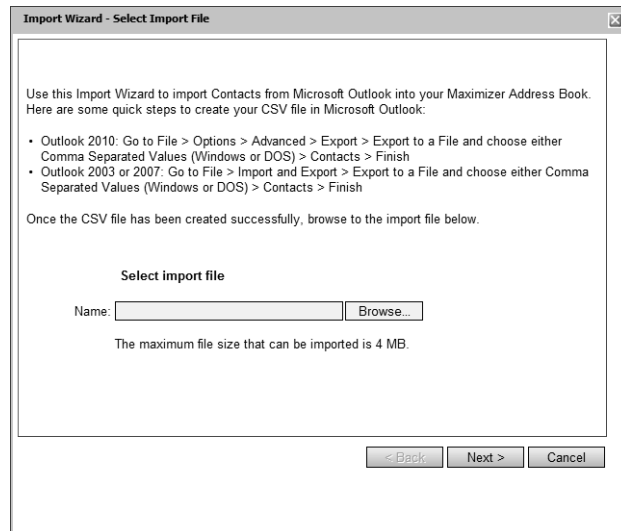 Import Wizard - Select Import File
Use this Import Wizard to import Contacts from Microsoft Outlook into your Maximizer Address Book.
Here are some quick steps to create your CSV file in Microsoft Outlook:
• Outlook 2010: Go to File > Options > Advanced > Export > Export to a File and choose either
Comma Separated Values (Windows or DOS) > Contacts > Finish
• Outlook 2003 or 2007: Go to File > Import and Export > Export to a File and choose either Comma
Separated Values (Windows or DOS) > Contacts > Finish
Once the CSV file has been created successfully, browse to the import file below.
Select import file
Name: Browse...
The maximum file size that can be imported is 4 MB.
< Back Next > Cancel